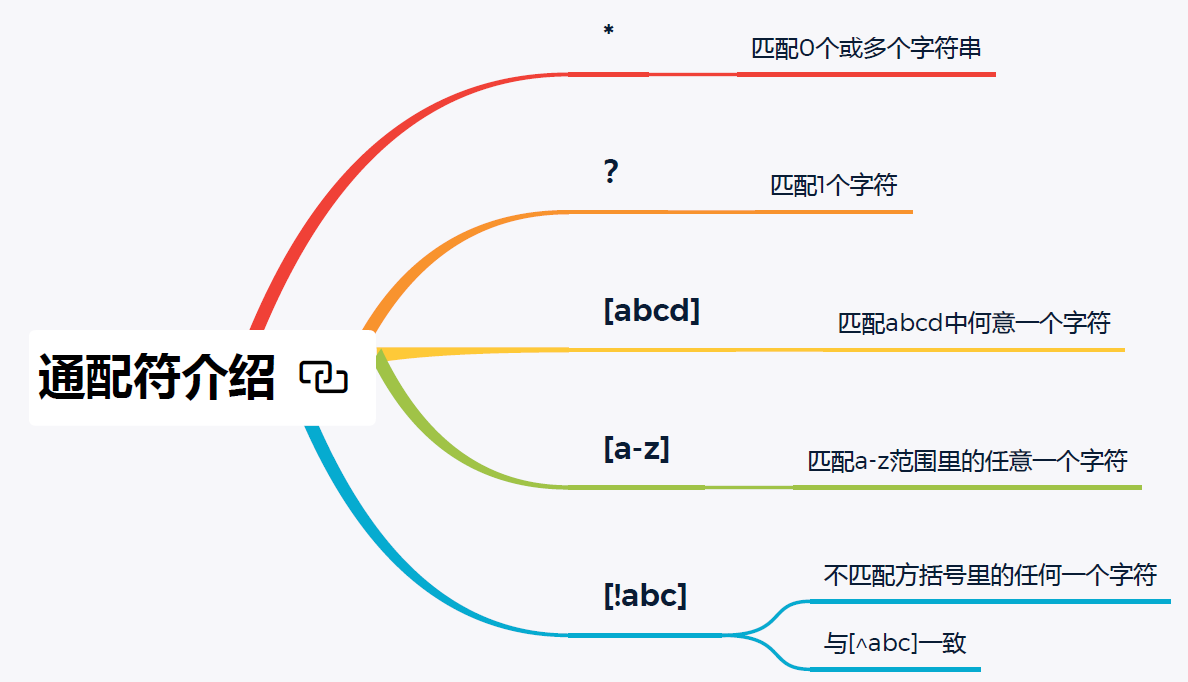 通配符介绍
*
匹配0个或多个字符串
?
匹配1个字符
[abcd]
匹配abcd中何意一个字符
[a-z]
匹配a-z范围里的任意一个字符
[!abc]
不匹配方括号里的任何一个字符
与[^abc]一致